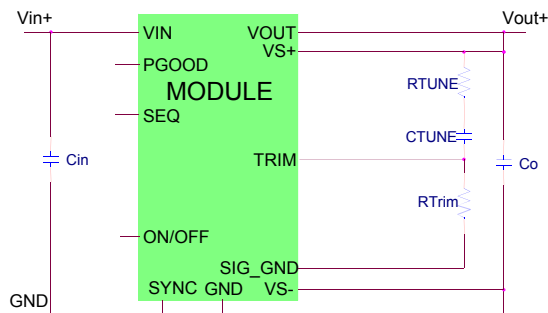 Vin+
Vout+
VIN
VOUT
VS+
PGOOD
RTUNE
MODULE
SEQ
CTUNE
Cin
TRIM
Co
RTrim
ON/OFF
SIG_GND
SYNC
GND
VS-
GND